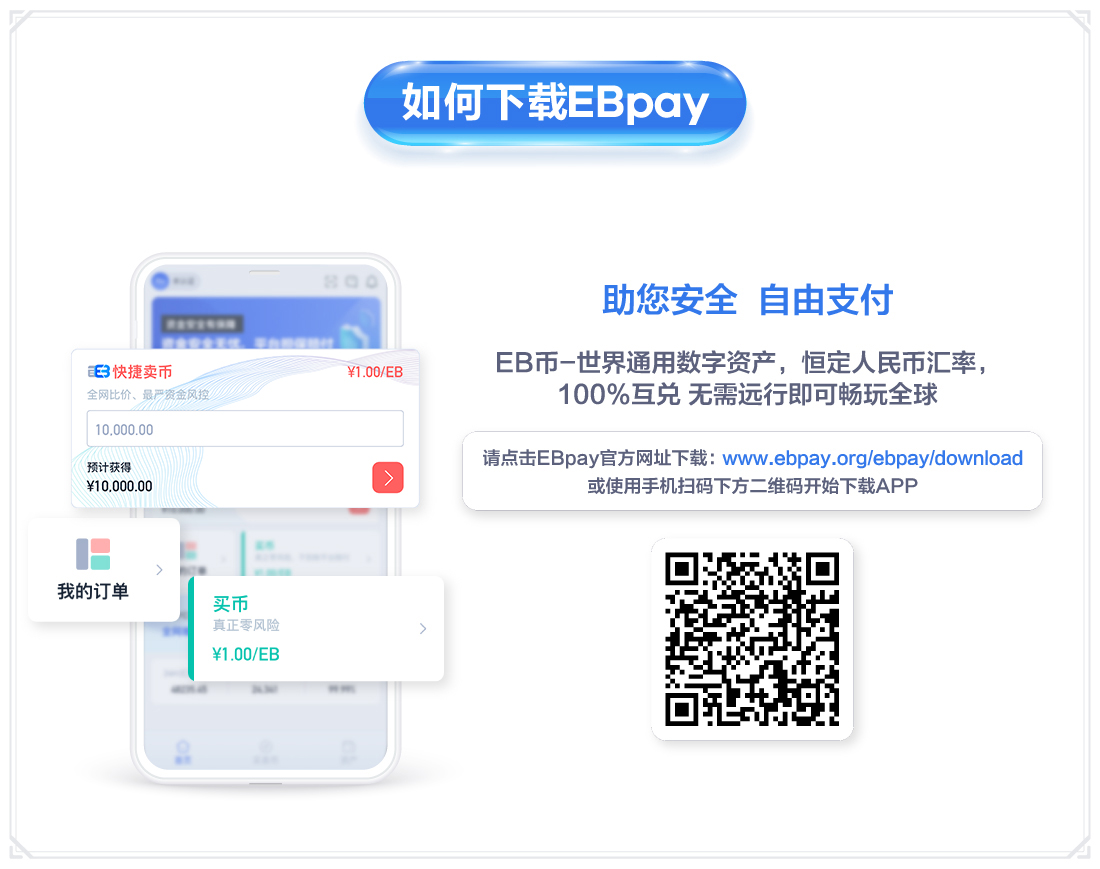 如何下载EBpay
助您安全 自由支付
EB币-世界通用数字资产，恒定人民币汇率，
100%互兑 无需远行即可畅玩全球
请点击EBpay官方网址下载：www.ebpay.org/ebpay/download
或使用手机扫码下方二维码开始下载APP
EB快捷卖币
¥1.00/EB
全网比价、最严资金风控
10,000.00
预计获得
¥10,000.00
我的订单
买币
真正零风险
¥1.00/EB